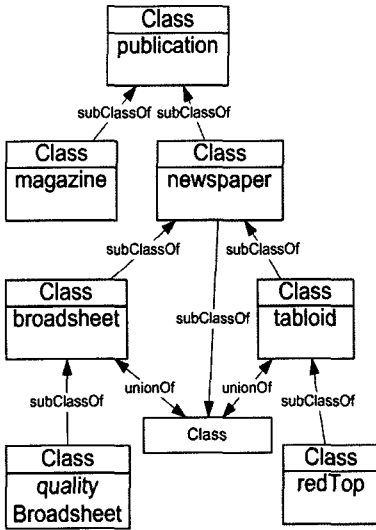 Class
publication
subClassOf subClassOf
Class
magazine
Class
newspaper
subClassOf
subClassOf
Class
broadsheet
subClassOf
Class
tabloid
unionOf
unionOf
subClassOf
Class
subClassOf
Class
quality
Broadsheet
Class
redTop